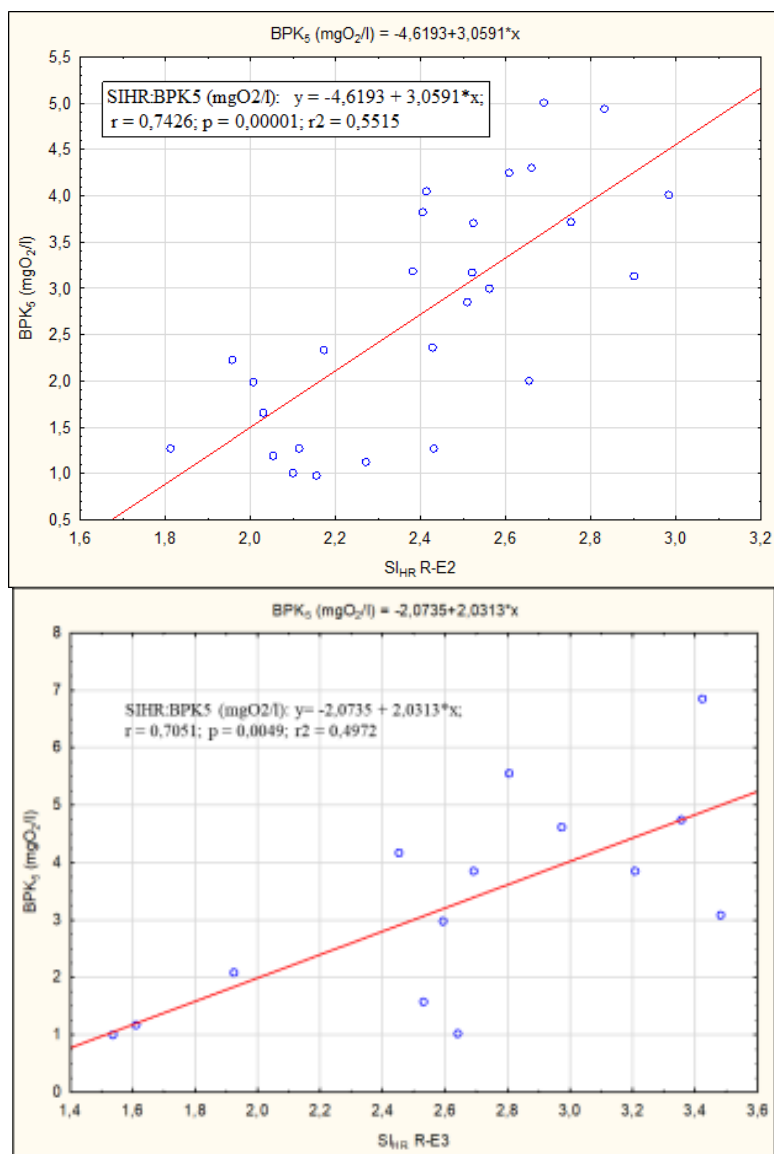 BPK₅ (mgO₂/l) = -4,6193+3,0591*x
SIHR:BPK5 (mgO2/l): y = -4,6193 + 3,0591*x;
r = 0,7426; p = 0,00001; r2 = 0,5515
BPK₅ (mgO₂/l)
5,5
5,0
4,5
4,0
3,5
3,0
2,5
2,0
1,5
1,0
0,5
1,6 1,8 2,0 2,2 2,4 2,6 2,8 3,0 3,2
SI_HR R-E2
BPK₅ (mgO₂/l) = -2,0735+2,0313*x
SIHR:BPK5 (mgO2/l): y= -2,0735 + 2,0313*x;
r = 0,7051; p = 0,0049; r2 = 0,4972
BPK₅ (mgO₂/l)
8
7
6
5
4
3
2
1
0
1,4 1,6 1,8 2,0 2,2 2,4 2,6 2,8 3,0 3,2 3,4 3,6
SI_HR R-E3